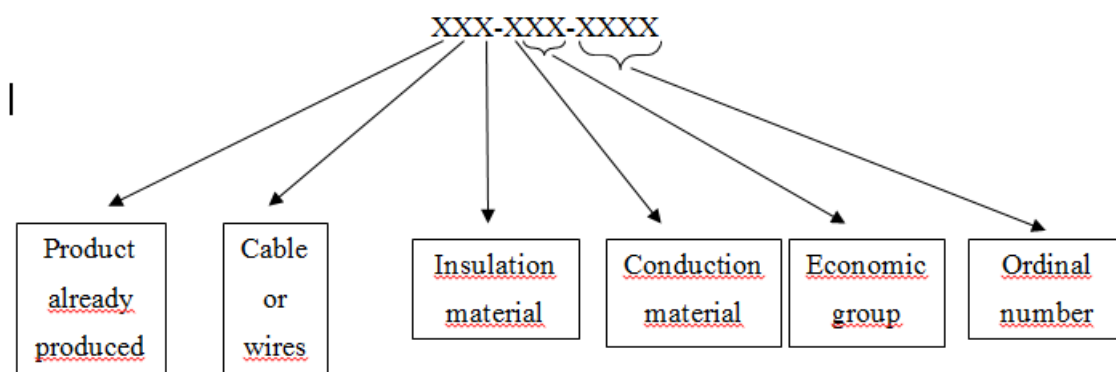 XXX-XXX-XXXX
Product
already
produced
Cable
or
wires
Insulation
material
Conduction
material
Economic
group
Ordinal
number